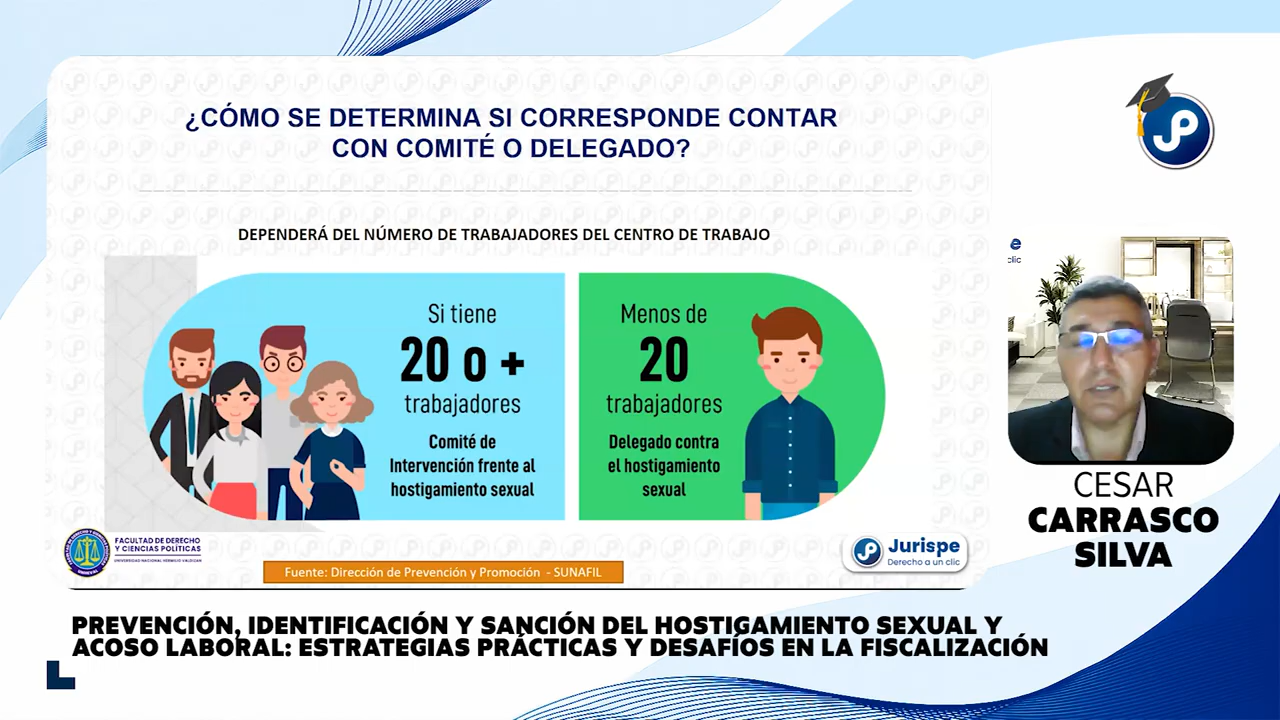 ¿CÓMO SE DETERMINA SI CORRESPONDE CONTAR
CON COMITÉ O DELEGADO?
DEPENDERÁ DEL NÚMERO DE TRABAJADORES DEL CENTRO DE TRABAJO
Si tiene
20 o +
trabajadores
Comité de
Intervención frente al
hostigamiento sexual
Menos de
20
trabajadores
Delegado contra
el hostigamiento
sexual
FACULTAD DE DERECHO
Y CIENCIAS POLÍTICAS
Fuente: Dirección de Prevención y Promoción - SUNAFIL
JP
Jurispe
Derecho a un clic
JP
e
clic
CESAR
CARRASCO
SILVA
PREVENCIÓN, IDENTIFICACIÓN Y SANCIÓN DEL HOSTIGAMIENTO SEXUAL Y
ACOSO LABORAL: ESTRATEGIAS PRÁCTICAS Y DESAFÍOS EN LA FISCALIZACIÓN